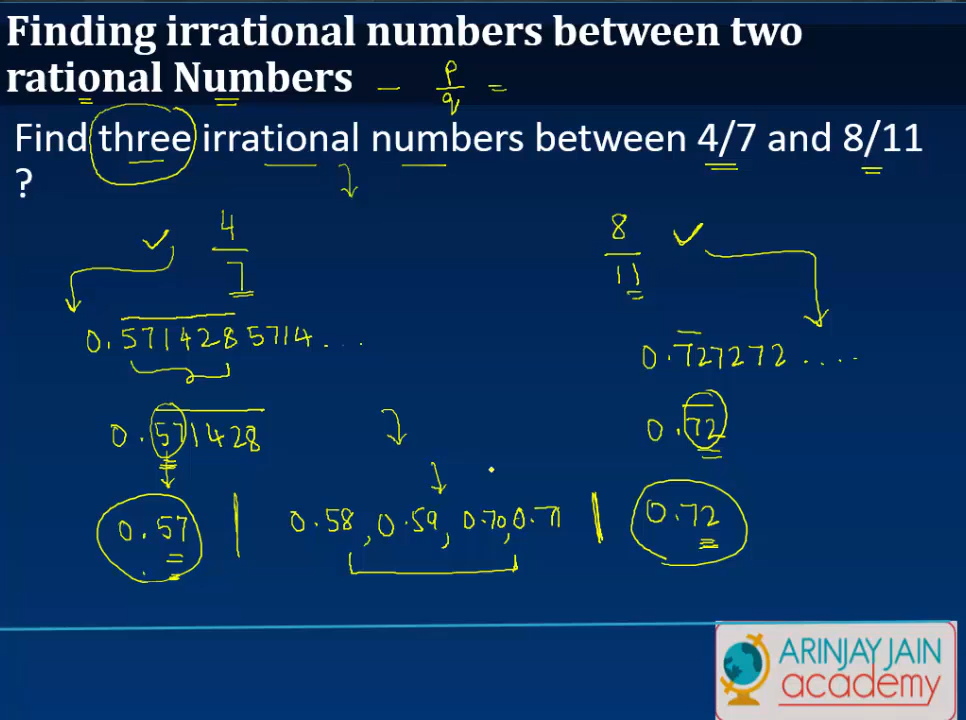 Finding irrational numbers between two
rational Numbers - p/q =
Find three irrational numbers between 4/7 and 8/11
?
4/7 8/11
0.571428 5714... 0.727272....
0.571428 0.72
0.57 | 0.58, 0.59, 0.70, 0.71 | 0.72
ARINJAY JAIN
academy